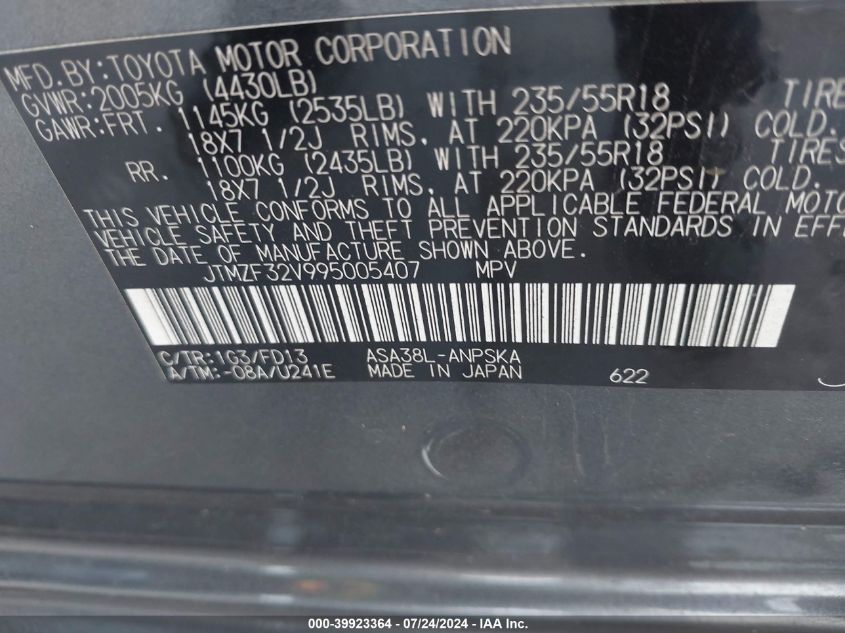 MFD.BY:TOYOTA MOTOR CORPORATION
GVWR:2005KG (4430LB)
GAWR:FRT. 1145KG (2535LB) WITH 235/55R18 TIRE
18X7 1/2J RIMS, AT 220KPA (32PSI) COLD.
RR. 1100KG (2435LB) WITH 235/55R18 TIRES
18X7 1/2J RIMS, AT 220KPA (32PSI) COLD.
THIS VEHICLE CONFORMS TO ALL APPLICABLE FEDERAL MOTO
VEHICLE SAFETY AND THEFT PREVENTION STANDARDS IN EFFE
THE DATE OF MANUFACTURE SHOWN ABOVE.
JTMZF32V995005407 MPV
C/TR:1G3/FD13 ASA38L-ANPSKA
A/TM:-08A/U241E MADE IN JAPAN 622
000-39923364 / 07/24/2024 - IAA Inc.